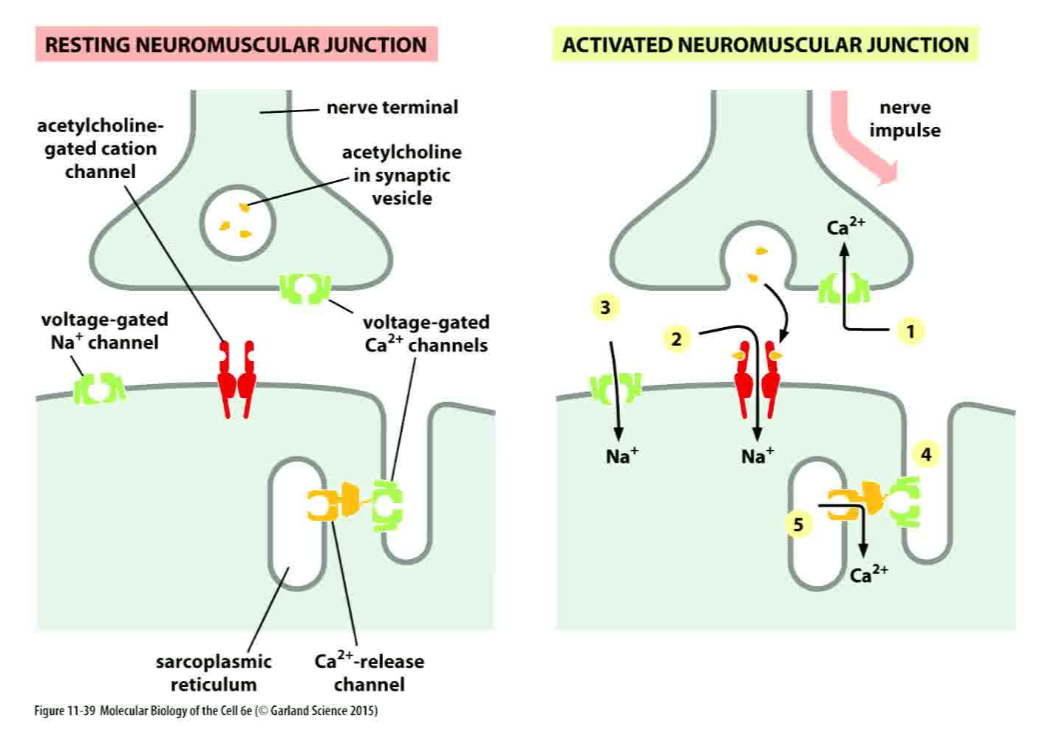 RESTING NEUROMUSCULAR JUNCTION
acetylcholine-
gated cation
channel
nerve terminal
acetylcholine
in synaptic
vesicle
voltage-gated
Na⁺ channel
voltage-gated
Ca²⁺ channels
sarcoplasmic
reticulum
Ca²⁺-release
channel
ACTIVATED NEUROMUSCULAR JUNCTION
nerve
impulse
Ca²⁺
1
3
2
Na⁺
Na⁺
4
5
Ca²⁺
Figure 11-39 Molecular Biology of the Cell 6e (© Garland Science 2015)